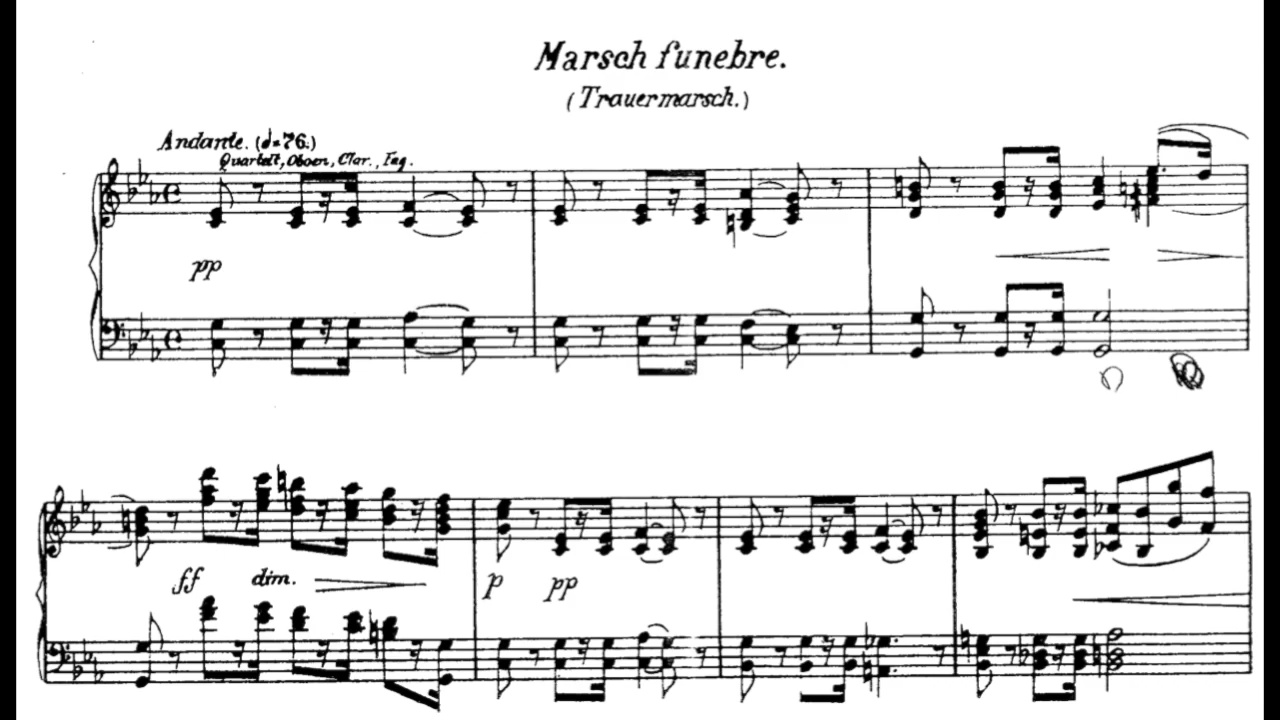 Marsch funebre.
(Trauermarsch.)
Andante. (𝅗𝅥=76.)
Quartett, Oboen, Clar., Fag.
pp
ff dim.
p pp